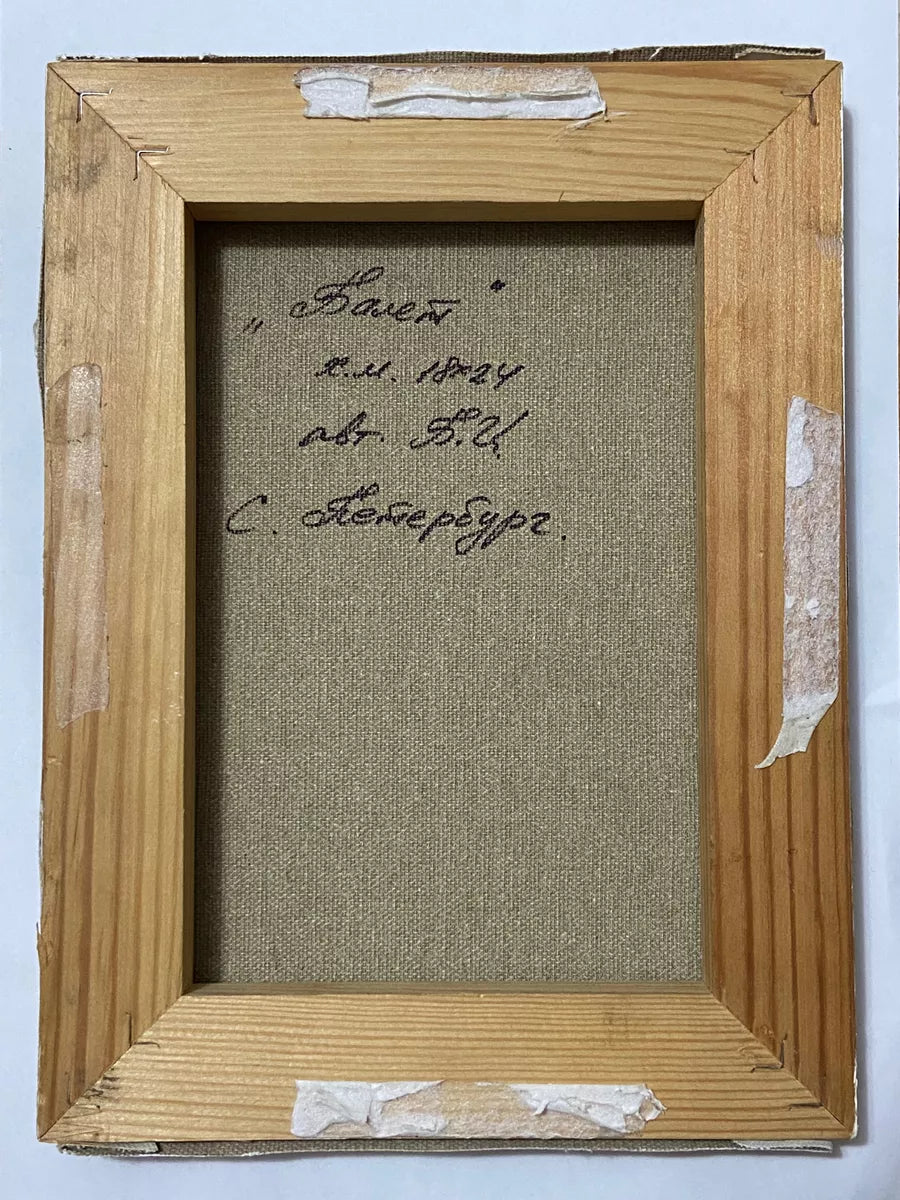 „Балет"
х.м. 18×24
авт. Б.Ц
С. Петербург.